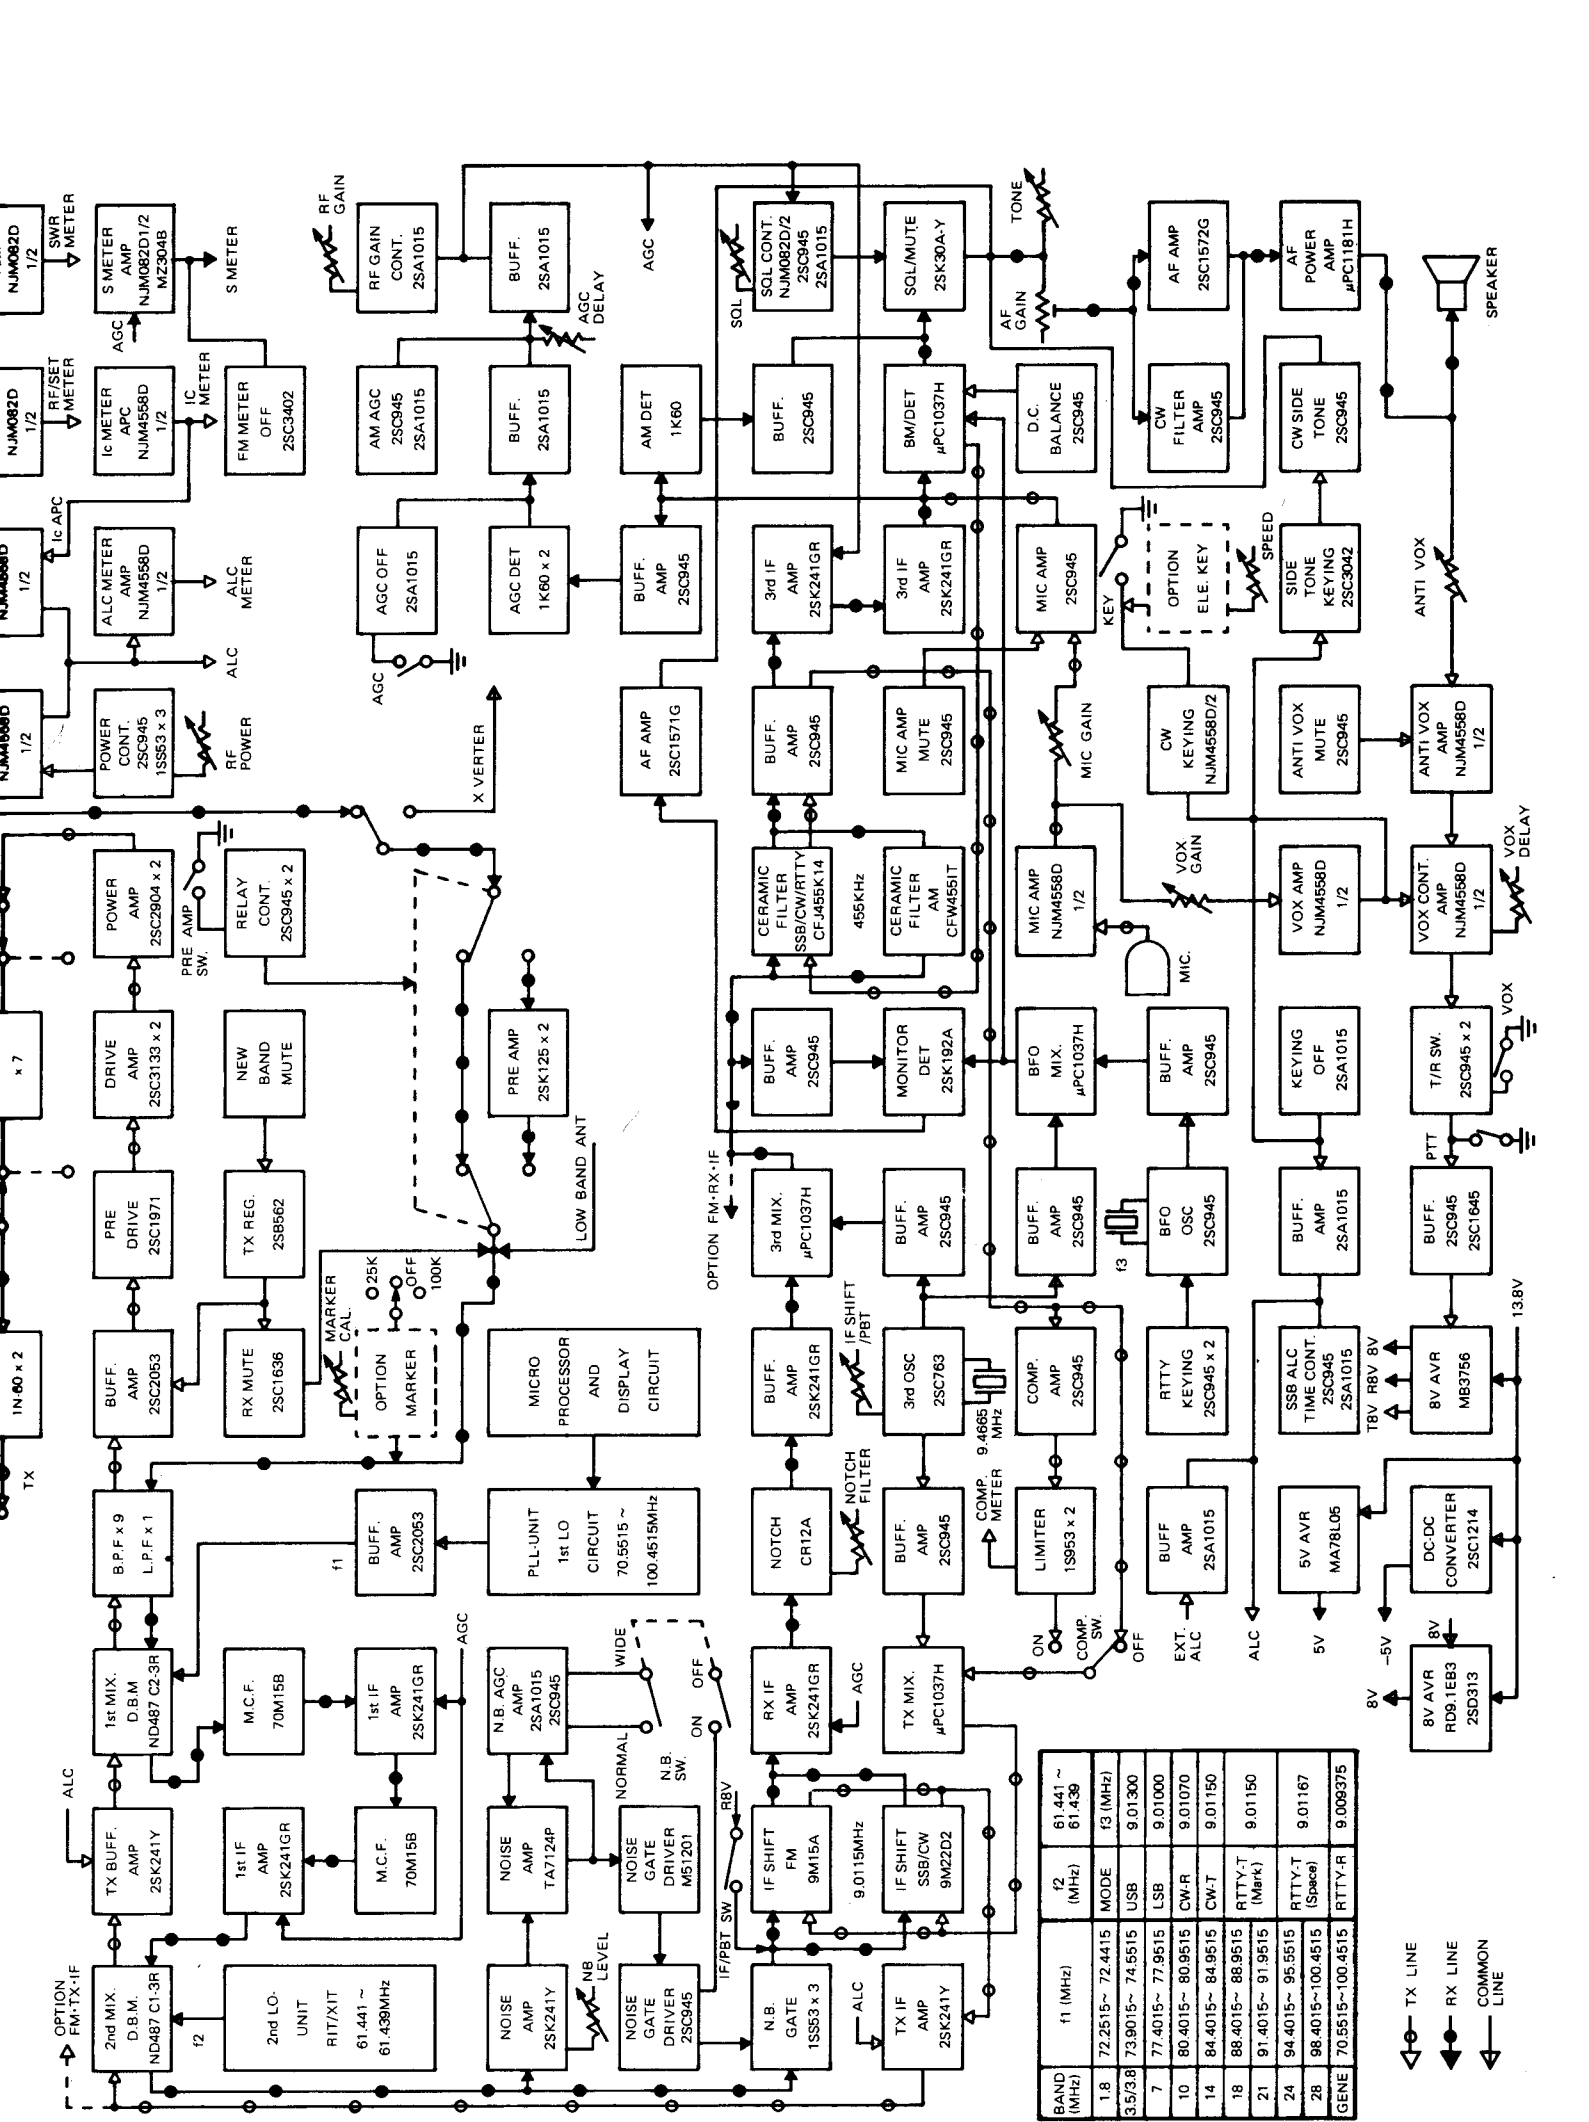 NJM082D
1/2
SWR
METER
S METER
AMP
NJM082D1/2
MZ304B
AGC
S METER
RF
GAIN
RF GAIN
CONT.
2SA1015
BUFF.
2SA1015
AGC
DELAY
AGC
SQL
SQL CONT.
NJM082D/2
2SC945
2SA1015
SQL/MUTE
2SK30A-Y
TONE
AF
GAIN
AF AMP
2SC1572G
AF
POWER
AMP
μPC1181H
SPEAKER
NJM082D
1/2
RF/SET
METER
Ic METER
APC
NJM4558D
1/2
IC
METER
FM METER
OFF
2SC3402
AM AGC
2SC945
2SA1015
BUFF.
2SA1015
AM DET
1K60
BUFF.
2SC945
BM/DET
μPC1037H
D.C.
BALANCE
2SC945
CW
FILTER
AMP
2SC945
CW SIDE
TONE
2SC945
NJM4558D
1/2
Ic APC
ALC METER
AMP
NJM4558D
1/2
ALC
METER
ALC
AGC OFF
2SA1015
AGC
AGC DET
1K60 x 2
BUFF.
AMP
2SC945
3rd IF
AMP
2SK241GR
3rd IF
AMP
2SK241GR
MIC AMP
2SC945
KEY
OPTION
ELE. KEY
SPEED
SIDE
TONE
KEYING
2SC3042
ANTI VOX
NJM4558D
1/2
POWER
CONT.
2SC945
1SS53 x 3
RF
POWER
X VERTER
AF AMP
2SC1571G
BUFF.
AMP
2SC945
MIC AMP
MUTE
2SC945
MIC GAIN
CW
KEYING
NJM4558D/2
ANTI VOX
MUTE
2SC945
ANTI VOX
AMP
NJM4558D
1/2
POWER
AMP
2SC2904 x 2
PRE AMP
SW.
RELAY
CONT.
2SC945 x 2
CERAMIC
FILTER
SSB/CW/RTTY
CFJ455K14
455KHz
CERAMIC
FILTER
AM
CFW455IT
MIC AMP
NJM4558D
1/2
MIC.
VOX
GAIN
VOX AMP
NJM4558D
1/2
VOX CONT.
AMP
NJM4558D
1/2
VOX
DELAY
x 7
DRIVE
AMP
2SC3133 x 2
NEW
BAND
MUTE
PRE AMP
2SK125 x 2
BUFF.
AMP
2SC945
MONITOR
DET
2SK192A
BFO
MIX.
μPC1037H
BUFF.
AMP
2SC945
KEYING
OFF
2SA1015
T/R SW.
2SC945 x 2
VOX
PTT
PRE
DRIVE
2SC1971
TX REG.
2SB562
LOW BAND ANT
OPTION FM·RX·IF
3rd MIX.
μPC1037H
BUFF.
AMP
2SC945
BUFF.
AMP
2SC945
f3
BFO
OSC
2SC945
BUFF.
AMP
2SA1015
BUFF.
2SC945
2SC1645
1N-60 x 2
TX
BUFF.
AMP
2SC2053
RX MUTE
2SC1636
MARKER
CAL.
25K
OFF
100K
OPTION
MARKER
MICRO
PROCESSOR
AND
DISPLAY
CIRCUIT
BUFF.
AMP
2SK241GR
IF SHIFT
/PBT
3rd OSC
2SC763
9.4665
MHz
COMP.
AMP
2SC945
RTTY
KEYING
2SC945 x 2
SSB ALC
TIME CONT.
2SC945
2SA1015
T8V R8V 8V
8V AVR
MB3756
13.8V
B.P.F x 9
L.P.F x 1
f1
BUFF.
AMP
2SC2053
PLL-UNIT
1st LO
CIRCUIT
70.5515 ~
100.4515MHz
NOTCH
CR12A
NOTCH
FILTER
BUFF.
AMP
2SC945
COMP.
METER
LIMITER
1S953 x 2
BUFF
AMP
2SA1015
5V AVR
MA78L05
DC-DC
CONVERTER
2SC1214
1st MIX.
D.B.M
ND487 C2-3R
M.C.F.
70M15B
1st IF
AMP
2SK241GR
AGC
N.B. AGC
AMP
2SA1015
2SC945
WIDE
NORMAL
N.B.
SW.
OFF
ON
RX IF
AMP
2SK241GR
AGC
TX MIX.
μPC1037H
ON
COMP.
SW.
OFF
EXT.
ALC
ALC
5V
-5V
8V
8V
8V AVR
RD9.1EB3
2SD313
ALC
TX BUFF.
AMP
2SK241Y
1st IF
AMP
2SK241GR
M.C.F.
70M15B
NOISE
AMP
TA7124P
NOISE
GATE
DRIVER
M51201
R8V
IF/PBT SW
IF SHIFT
FM
9M15A
9.0115MHz
IF SHIFT
SSB/CW
9M22D2
OPTION
FM·TX·IF
2nd MIX.
D.B.M.
ND487 C1-3R
f2
2nd LO-
UNIT
RIT/XIT
61.441 ~
61.439MHz
NOISE
AMP
2SK241Y
NB
LEVEL
NOISE
GATE
DRIVER
2SC945
N.B.
GATE
1SS53 x 3
ALC
TX IF
AMP
2SK241Y
BAND (MHz) f1 (MHz) f2 (MHz) 61.441 ~ 61.439
1.8 72.2515~ 72.4415 MODE f3 (MHz)
3.5/3.8 73.9015~ 74.5515 USB 9.01300
7 77.4015~ 77.9515 LSB 9.01000
10 80.4015~ 80.9515 CW-R 9.01070
14 84.4015~ 84.9515 CW-T 9.01150
18 88.4015~ 88.9515 RTTY-T (Mark) 9.01150
21 91.4015~ 91.9515
24 94.4015~ 95.5515 RTTY-T (Space) 9.01167
28 98.4015~100.4515
GENE 70.5515~100.4515 RTTY-R 9.009375
TX LINE
RX LINE
COMMON
LINE